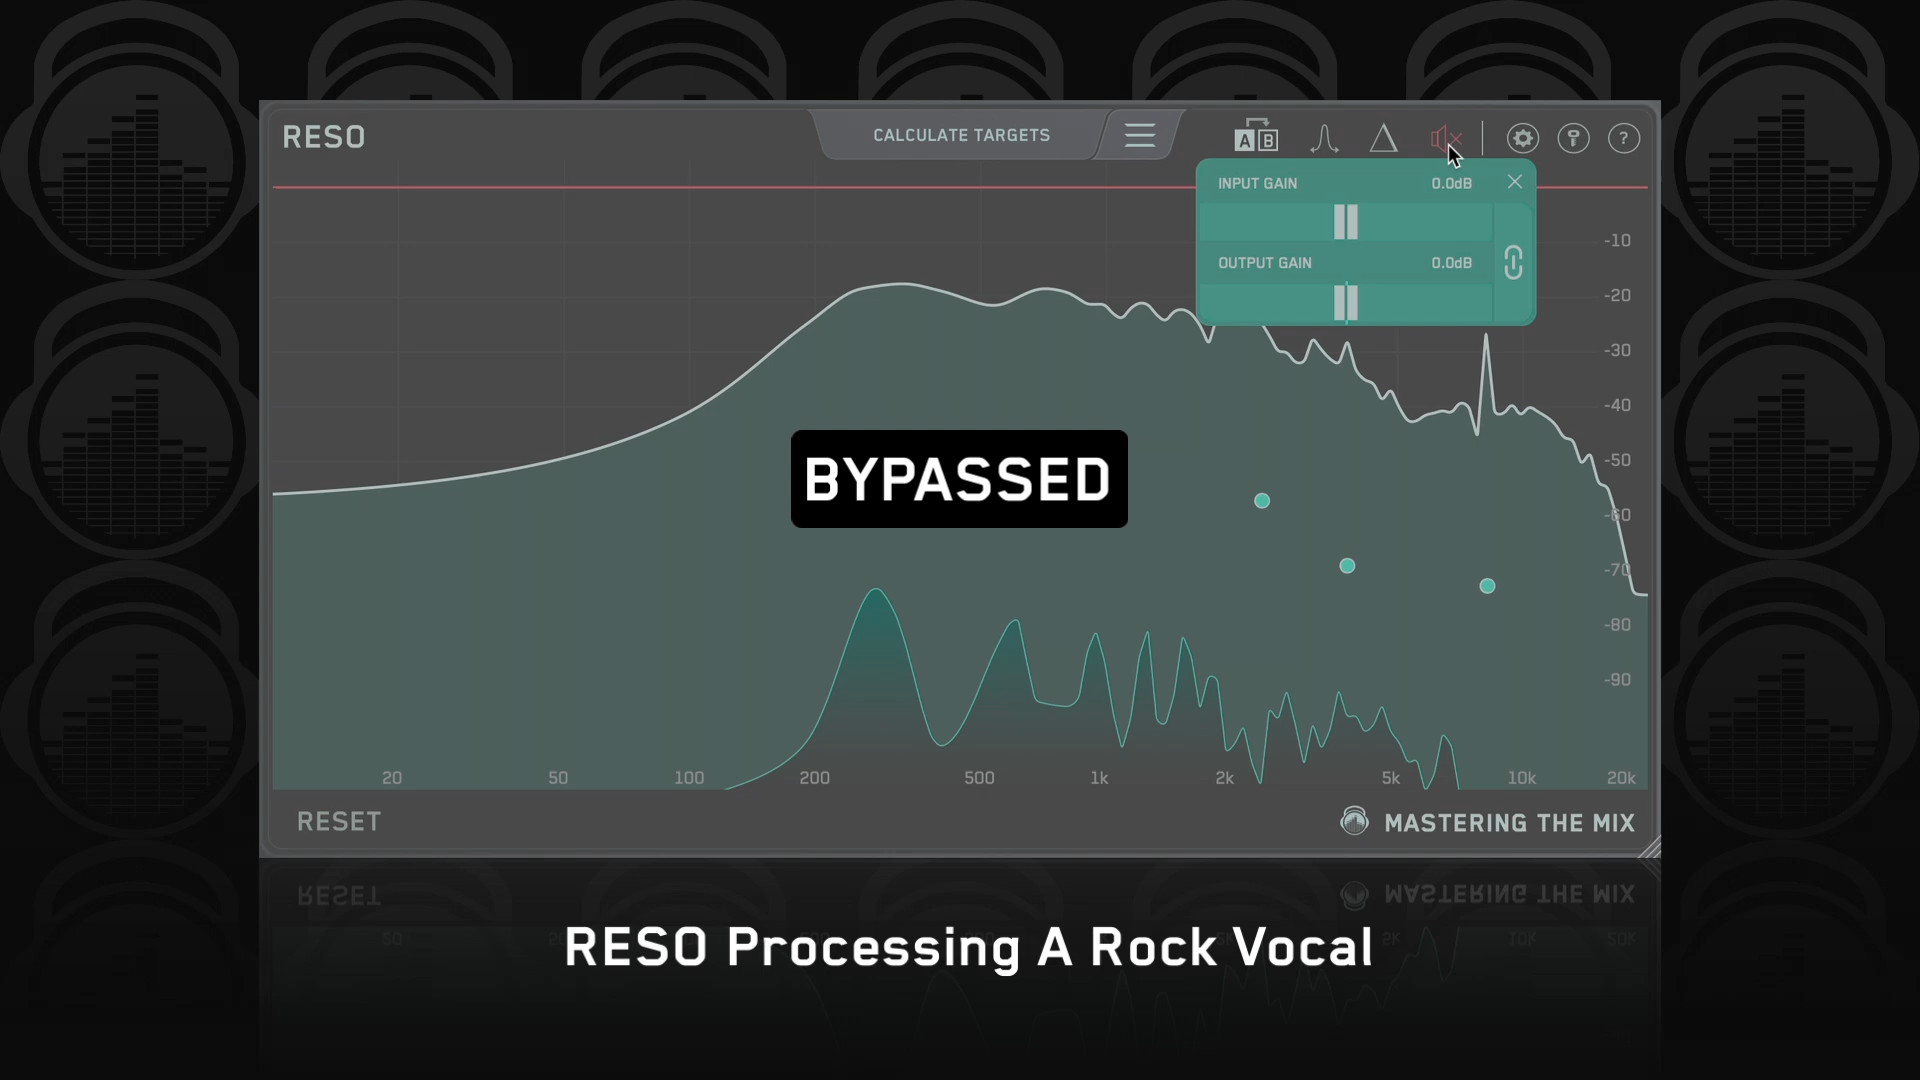 RESO
CALCULATE TARGETS
A B
?
INPUT GAIN 0.0dB
OUTPUT GAIN 0.0dB
-10
-20
-30
-40
-50
-60
-70
-80
-90
BYPASSED
20 50 100 200 500 1k 2k 5k 10k 20k
RESET
MASTERING THE MIX
RESO Processing A Rock Vocal